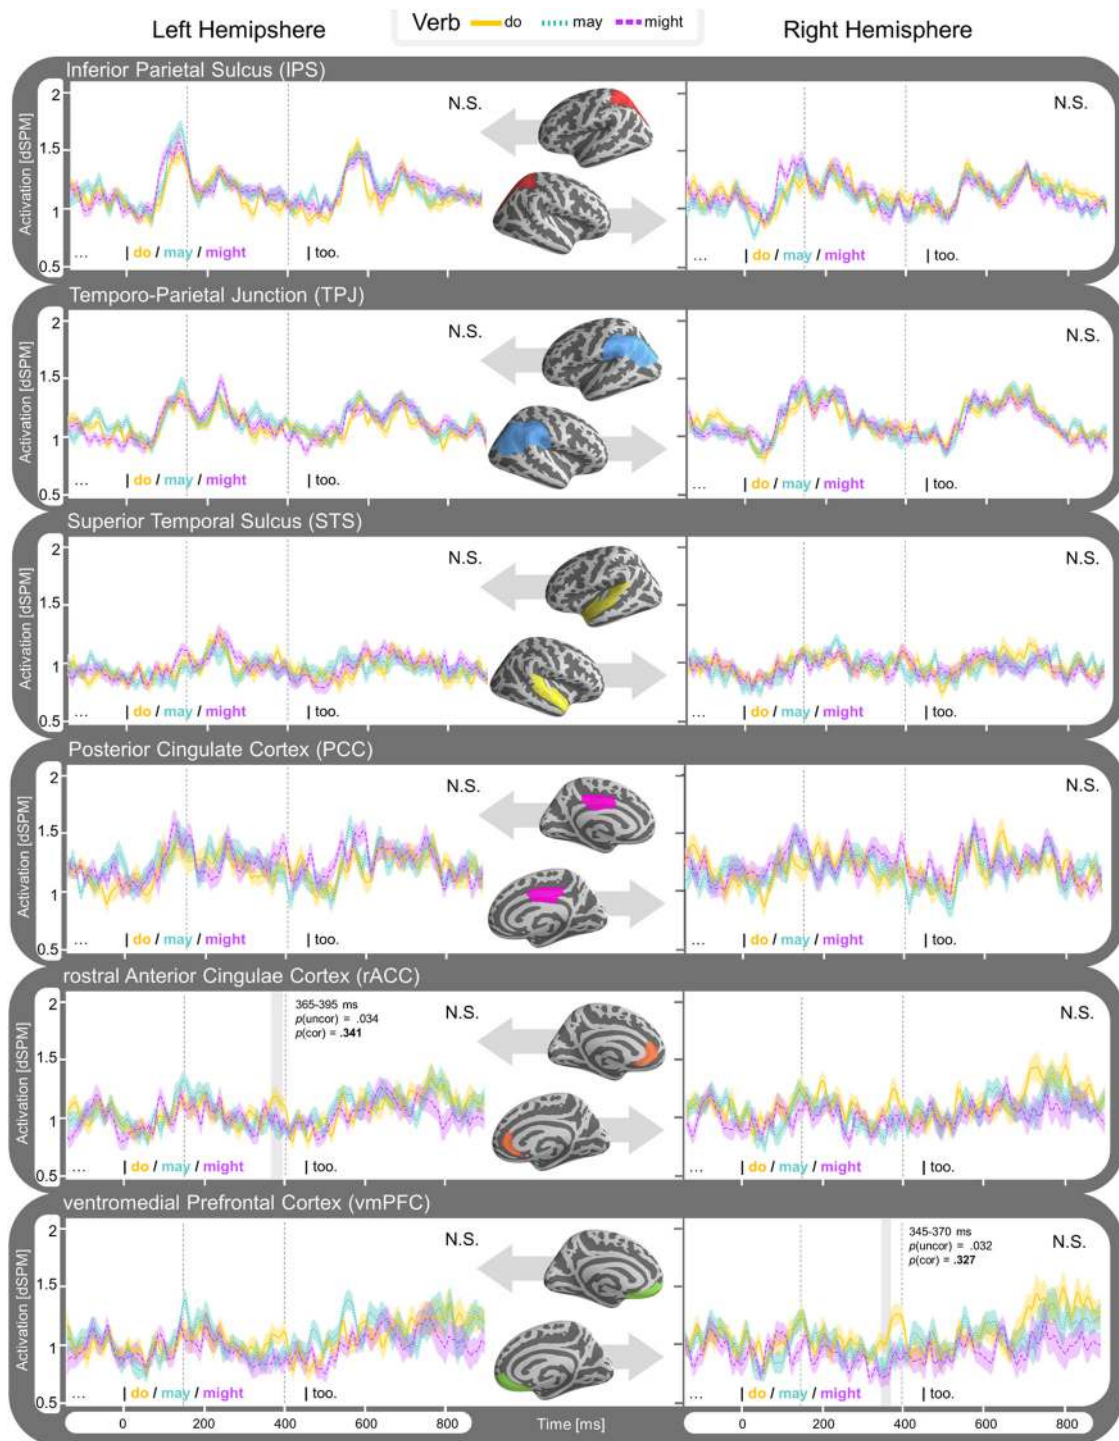 Left Hemipshere
Verb do may might
Right Hemisphere
Inferior Parietal Sulcus (IPS)
Activation [dSPM]
2
1.5
1
0.5
N.S.
... | do / may / might | too.
2
1.5
1
N.S.
... | do / may / might | too.
Temporo-Parietal Junction (TPJ)
Activation [dSPM]
2
1.5
1
0.5
N.S.
... | do / may / might | too.
N.S.
... | do / may / might | too.
Superior Temporal Sulcus (STS)
Activation [dSPM]
2
1.5
1
0.5
N.S.
... | do / may / might | too.
N.S.
... | do / may / might | too.
Posterior Cingulate Cortex (PCC)
Activation [dSPM]
2
1.5
1
0.5
N.S.
... | do / may / might | too.
N.S.
... | do / may / might | too.
rostral Anterior Cingulae Cortex (rACC)
Activation [dSPM]
2
1.5
1
0.5
365-395 ms
p(uncor) = .034
p(cor) = .341
N.S.
... | do / may / might | too.
N.S.
... | do / may / might | too.
ventromedial Prefrontal Cortex (vmPFC)
Activation [dSPM]
2
1.5
1
0.5
N.S.
... | do / may / might | too.
345-370 ms
p(uncor) = .032
p(cor) = .327
N.S.
... | do / may / might | too.
0 200 400 600 800
Time [ms]
0 200 400 600 800